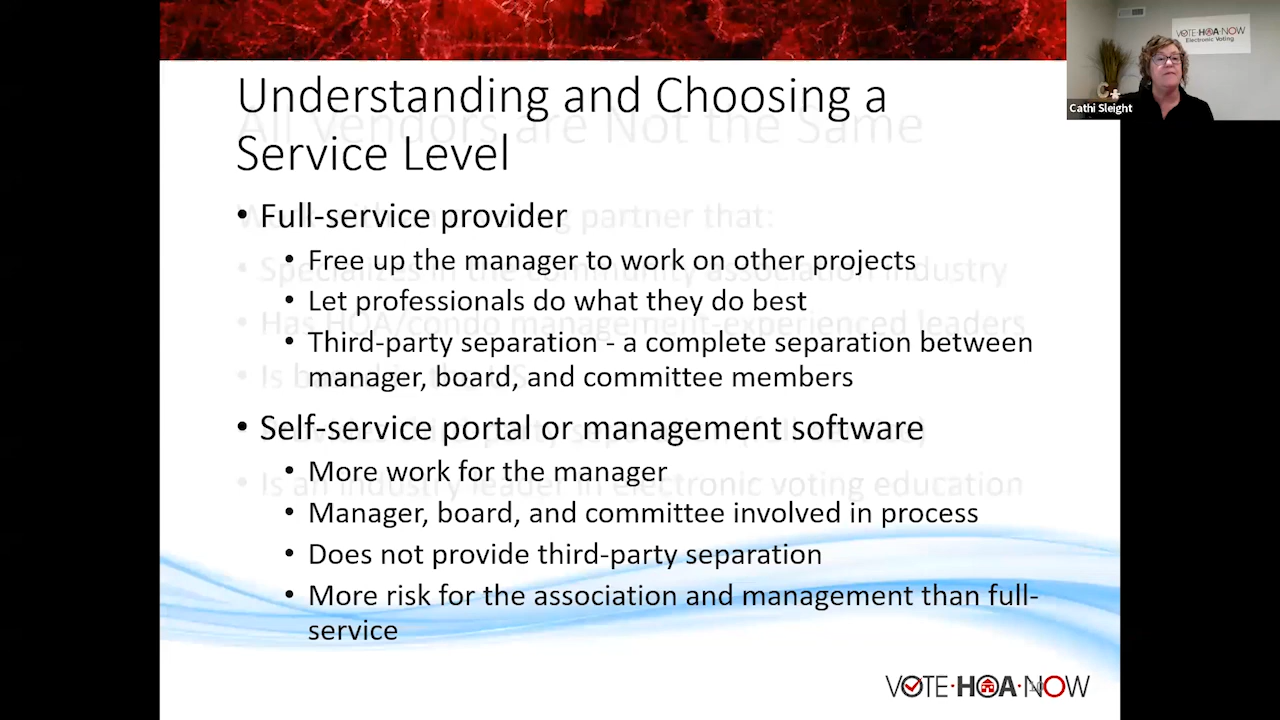 VOTE·HOA·NOW
Electronic Voting
Cathi Sleight
Understanding and Choosing a
Service Level
All Vendors are Not the Same
• Full-service provider
partner that:
• Free up the manager to work on other projects
• Specializes in the community association industry
• Let professionals do what they do best
• Has HOA/condo management-experienced leaders
• Third-party separation - a complete separation between
manager, board, and committee members
• Is
• Self-service portal or management software
• More work for the manager
• Is an industry leader in electronic voting education
• Manager, board, and committee involved in process
• Does not provide third-party separation
• More risk for the association and management than full-
service
VOTE·HOA·NOW